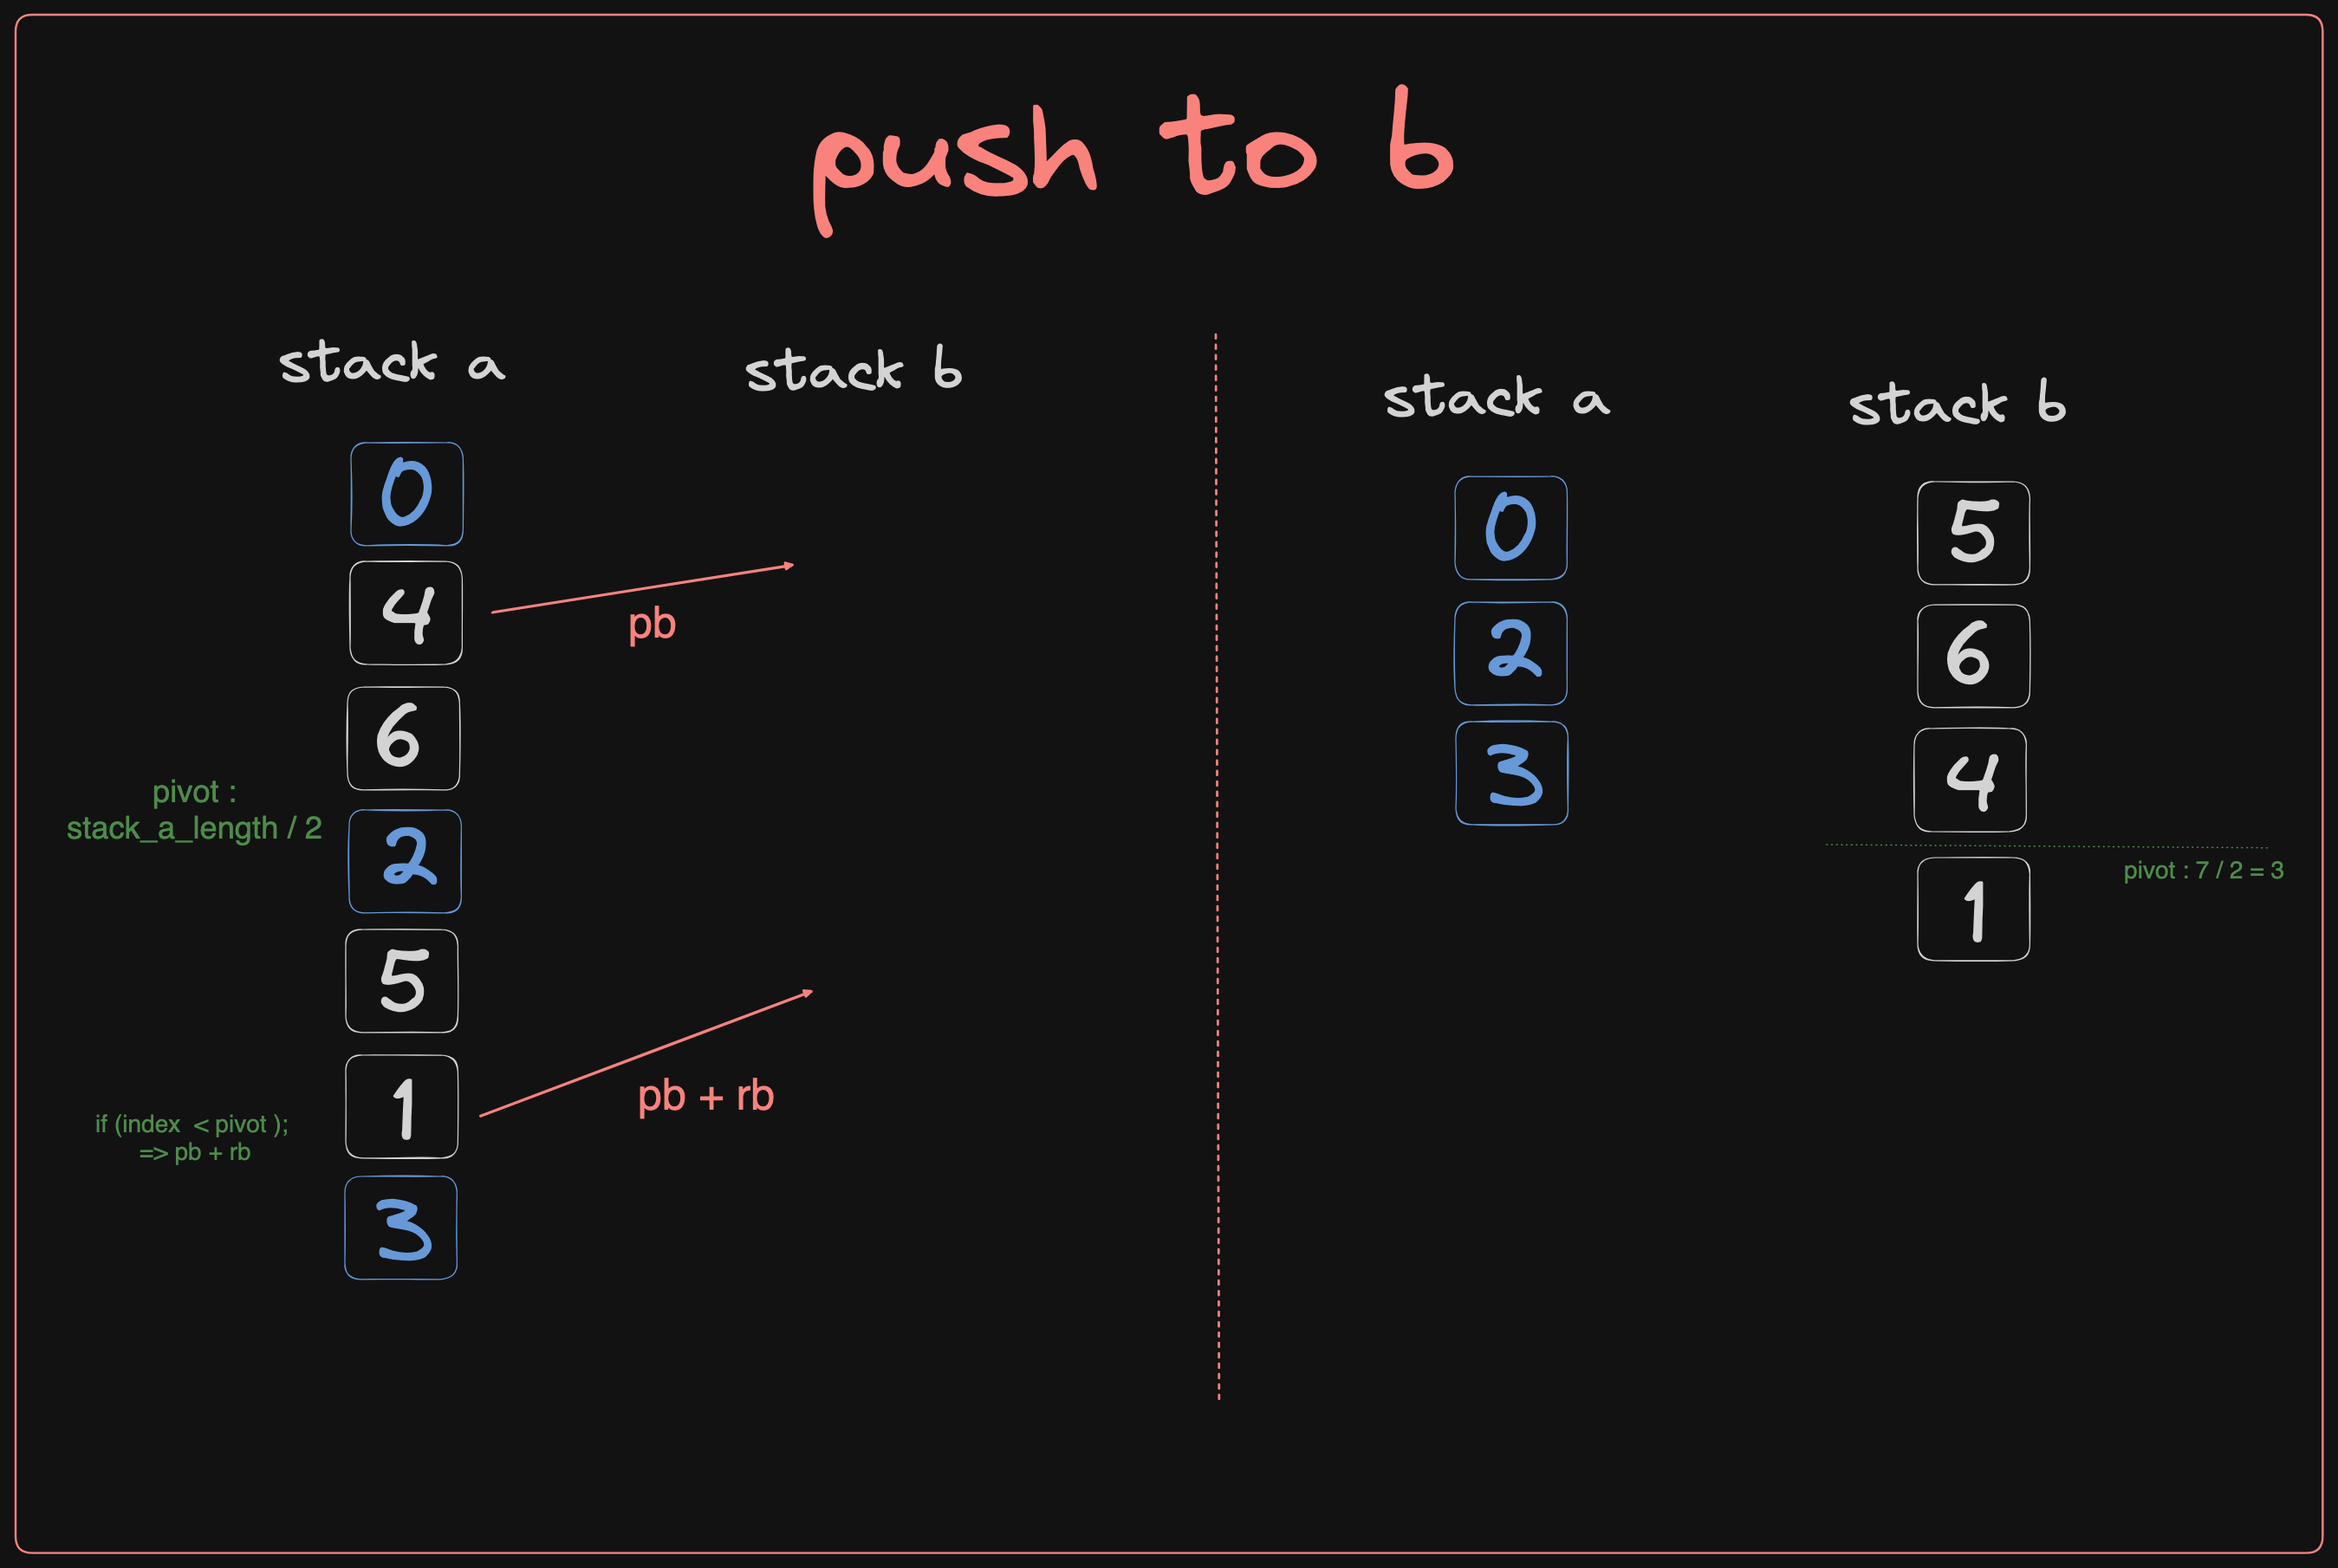 push to b
stack a
stack b
0
4
pb
6
pivot :
stack_a_length / 2
2
5
1
pb + rb
if (index < pivot );
=> pb + rb
3
stack a
stack b
0
2
3
5
6
4
pivot : 7 / 2 = 3
1